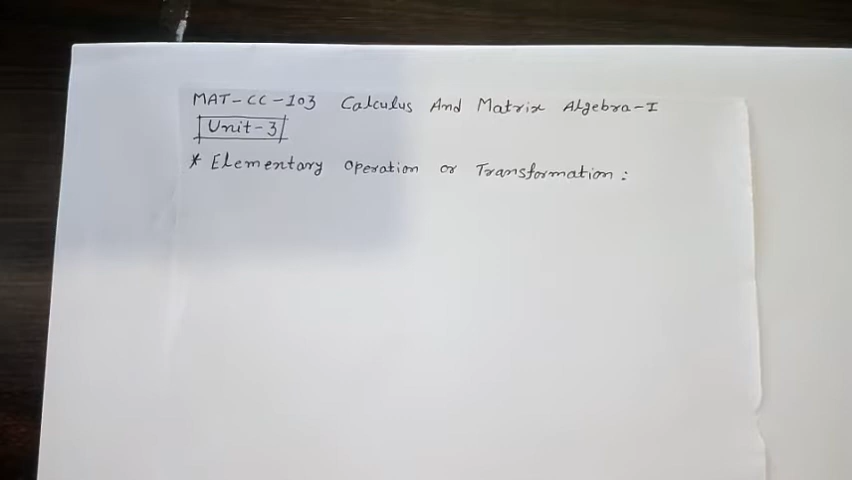 MAT-CC-103 Calculus And Matrix Algebra-I
Unit-3
* Elementary Operation or Transformation: